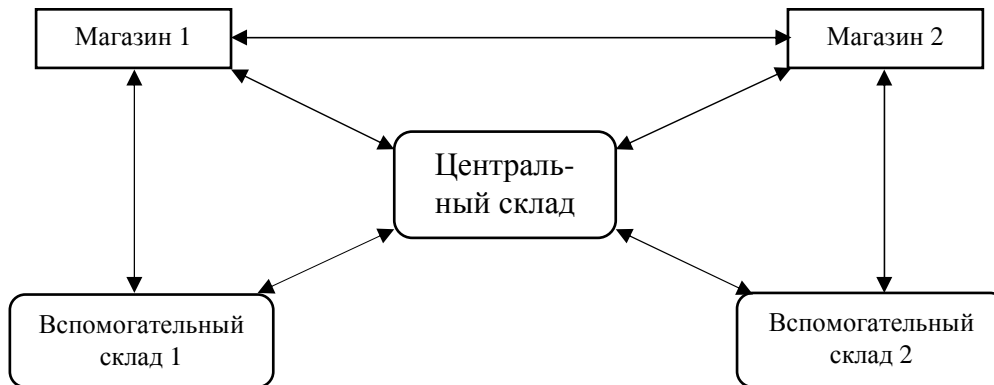 Магазин 1
Магазин 2
Централь-
ный склад
Вспомогательный
склад 1
Вспомогательный
склад 2